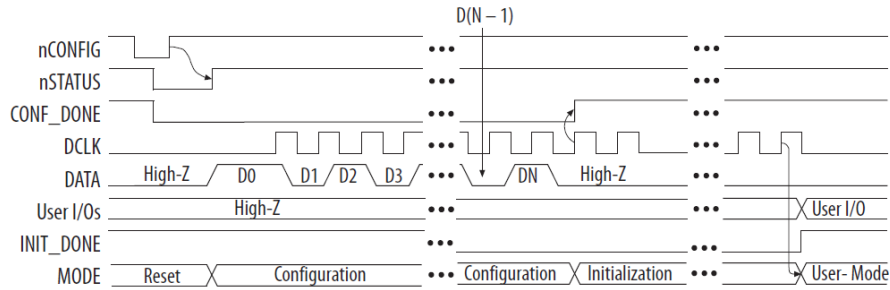 D(N – 1)
nCONFIG
nSTATUS
CONF_DONE
DCLK
DATA High-Z D0 D1 D2 D3 DN High-Z
User I/Os High-Z User I/O
INIT_DONE
MODE Reset Configuration Configuration Initialization User- Mode